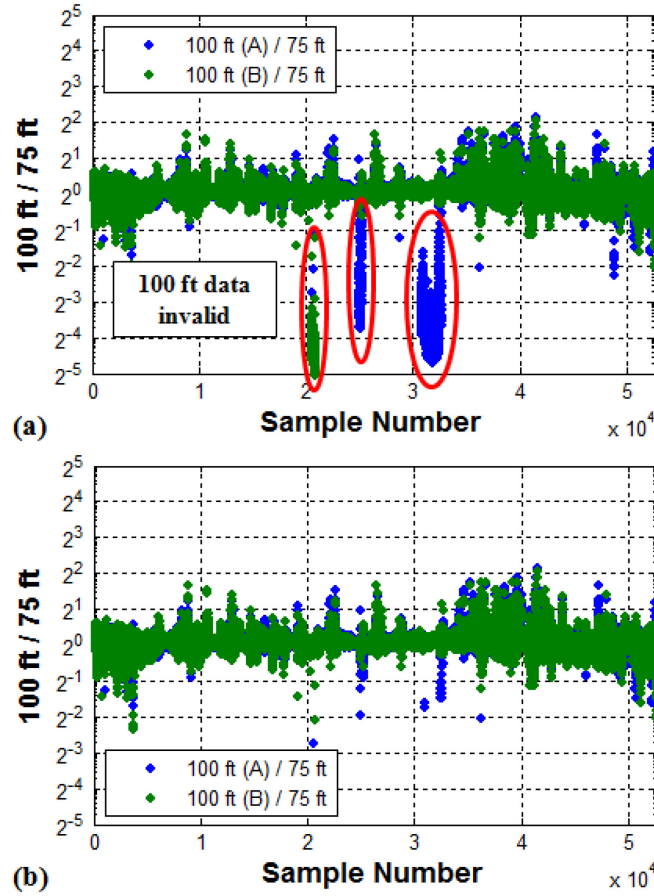 2^5
100 ft (A) / 75 ft
100 ft (B) / 75 ft
2^4
2^3
2^2
2^1
2^0
2^-1
2^-2
2^-3
2^-4
2^-5
100 ft / 75 ft
100 ft data
invalid
0 1 2 3 4 5
Sample Number
x 10^4
(a)
2^5
2^4
2^3
2^2
2^1
2^0
2^-1
2^-2
2^-3
2^-4
2^-5
100 ft / 75 ft
100 ft (A) / 75 ft
100 ft (B) / 75 ft
0 1 2 3 4 5
Sample Number
x 10^4
(b)